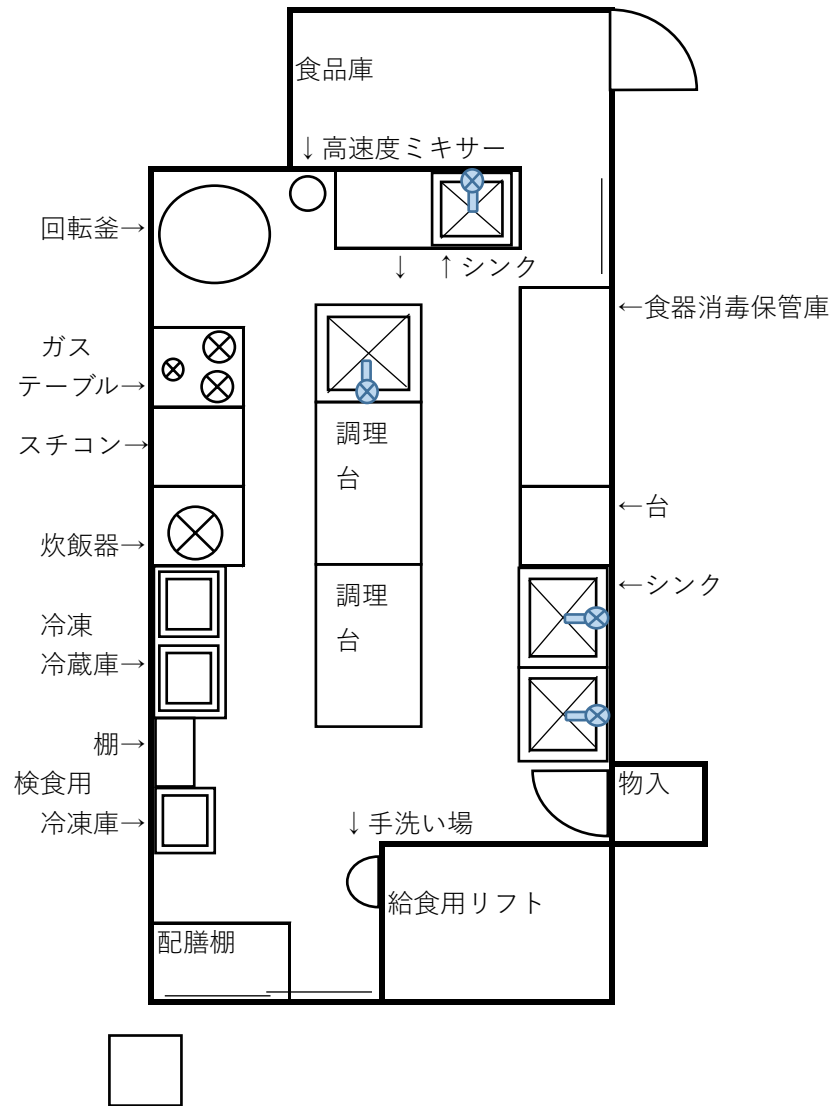 食品庫
↓高速度ミキサー
回転釜→
↓ ↑シンク
←食器消毒保管庫
ガス
テーブル→
調理
台
スチコン→
←台
炊飯器→
←シンク
調理
台
冷凍
冷蔵庫→
棚→
検食用
冷凍庫→
物入
↓手洗い場
給食用リフト
配膳棚